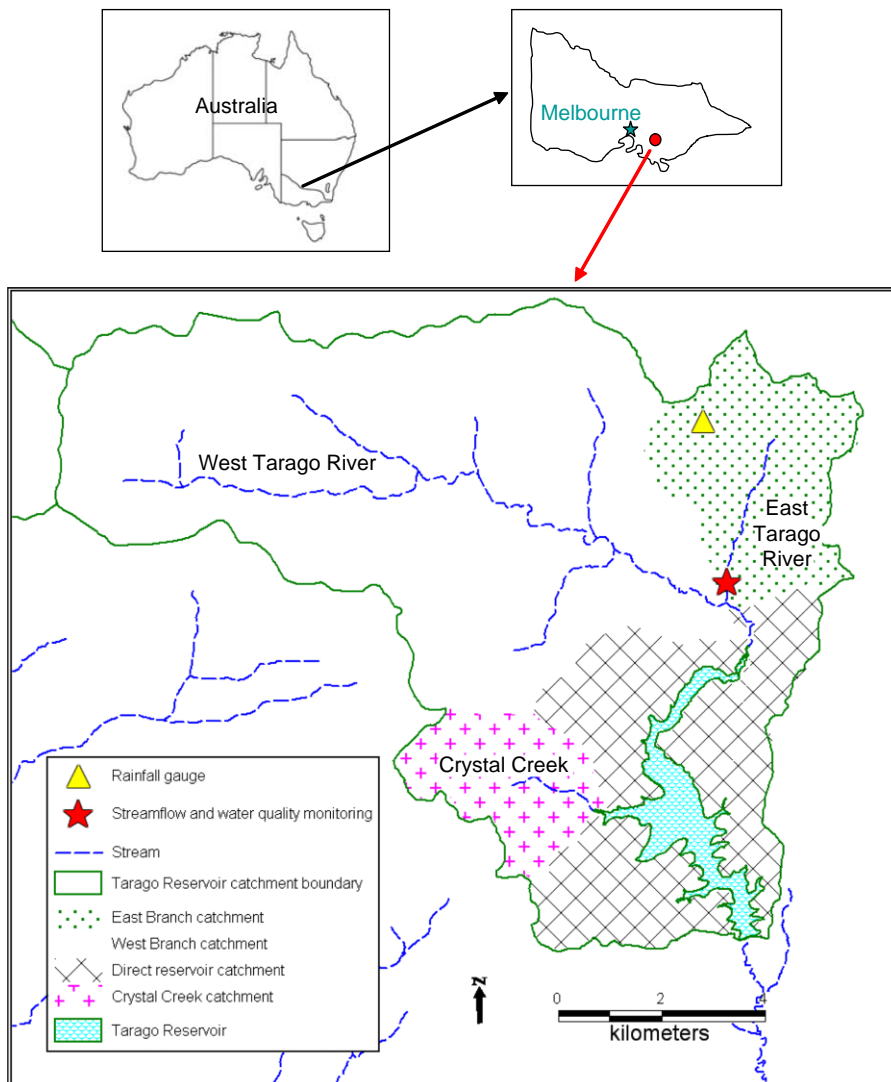 Australia
Melbourne
West Tarago River
East
Tarago
River
Crystal Creek
Rainfall gauge
Streamflow and water quality monitoring
Stream
Tarago Reservoir catchment boundary
East Branch catchment
West Branch catchment
Direct reservoir catchment
Crystal Creek catchment
Tarago Reservoir
N
0 2 4
kilometers